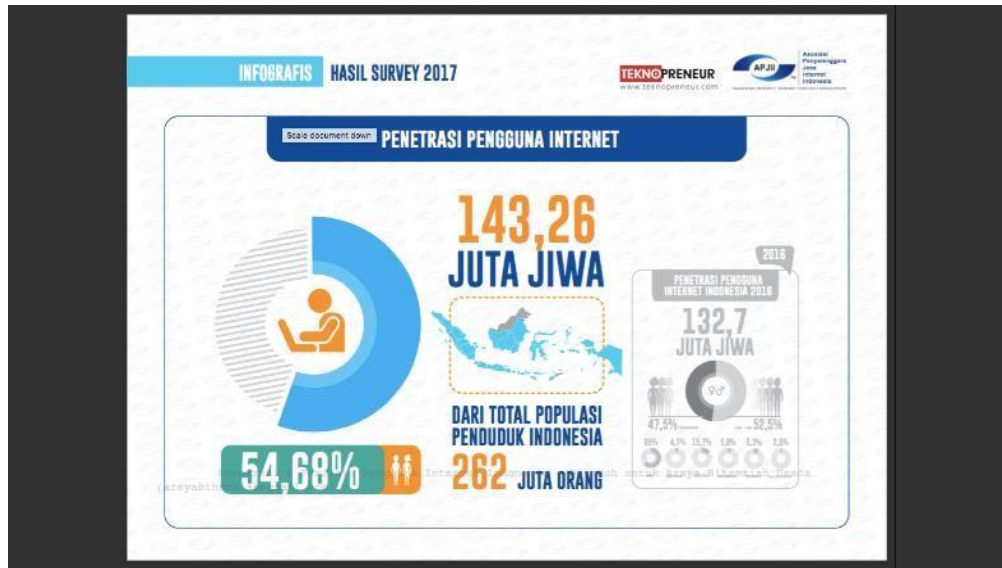 INFOGRAFIS HASIL SURVEY 2017
TEKNOPRENEUR
www.teknopreneur.com
APJII
Asosiasi
Penyelenggara
Jasa
Internet
Indonesia
Scale document down
PENETRASI PENGGUNA INTERNET
143,26
JUTA JIWA
DARI TOTAL POPULASI
PENDUDUK INDONESIA
262 JUTA ORANG
54,68%
2016
PENETRASI PENGGUNA
INTERNET INDONESIA 2016
132,7
JUTA JIWA
47,5% 52,5%